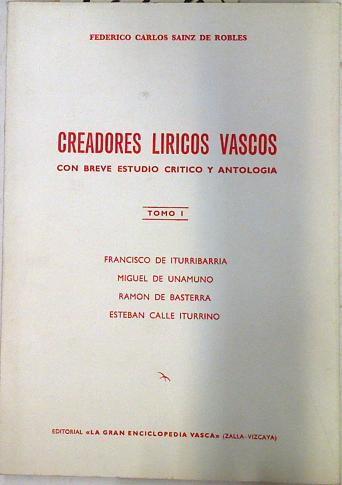 FEDERICO CARLOS SAINZ DE ROBLES
CREADORES LIRICOS VASCOS
CON BREVE ESTUDIO CRITICO Y ANTOLOGIA
TOMO I
FRANCISCO DE ITURRIBARRIA
MIGUEL DE UNAMUNO
RAMON DE BASTERRA
ESTEBAN CALLE ITURRINO
EDITORIAL «LA GRAN ENCICLOPEDIA VASCA» (ZALLA-VIZCAYA)